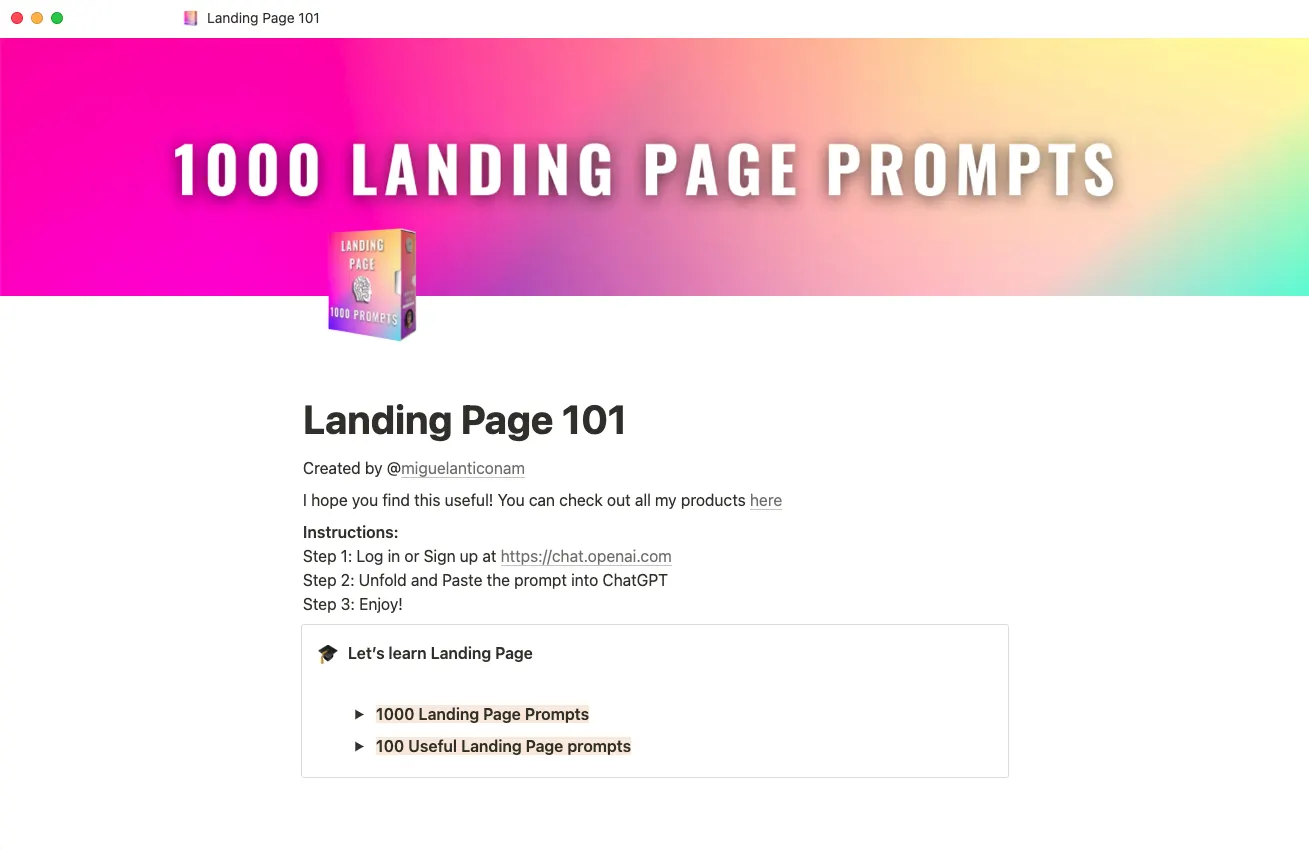 Landing Page 101
1000 LANDING PAGE PROMPTS
LANDING
PAGE
1000 PROMPTS
Landing Page 101
Created by @miguelanticonam
I hope you find this useful! You can check out all my products here
Instructions:
Step 1: Log in or Sign up at https://chat.openai.com
Step 2: Unfold and Paste the prompt into ChatGPT
Step 3: Enjoy!
Let’s learn Landing Page
1000 Landing Page Prompts
100 Useful Landing Page prompts